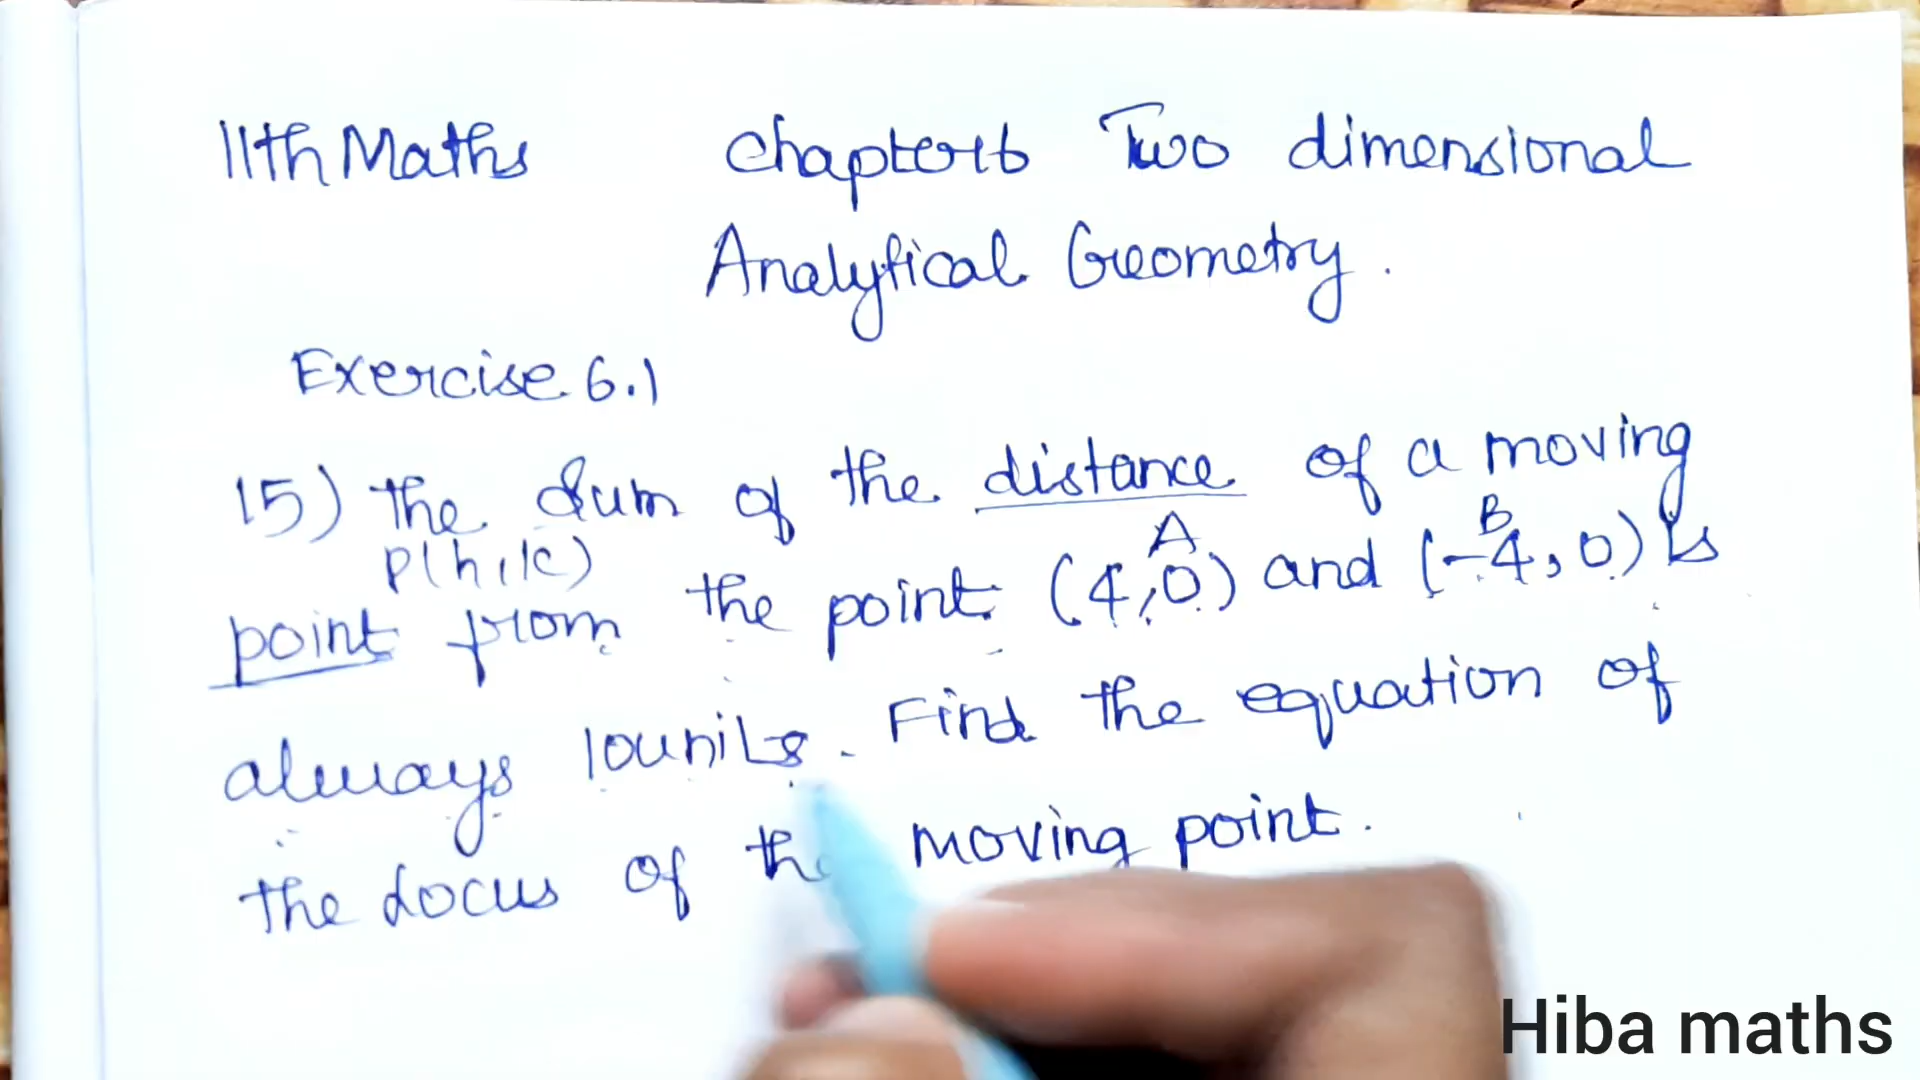 11th Maths Chapter 6 Two dimensional
Analytical Geometry.
Exercise 6.1
15) the Sum of the distance of a moving
P(h,k) A B
point from the point (4,0) and (-4,0) is
always 10units. Find the equation of
the Locus of the moving point.
Hiba maths